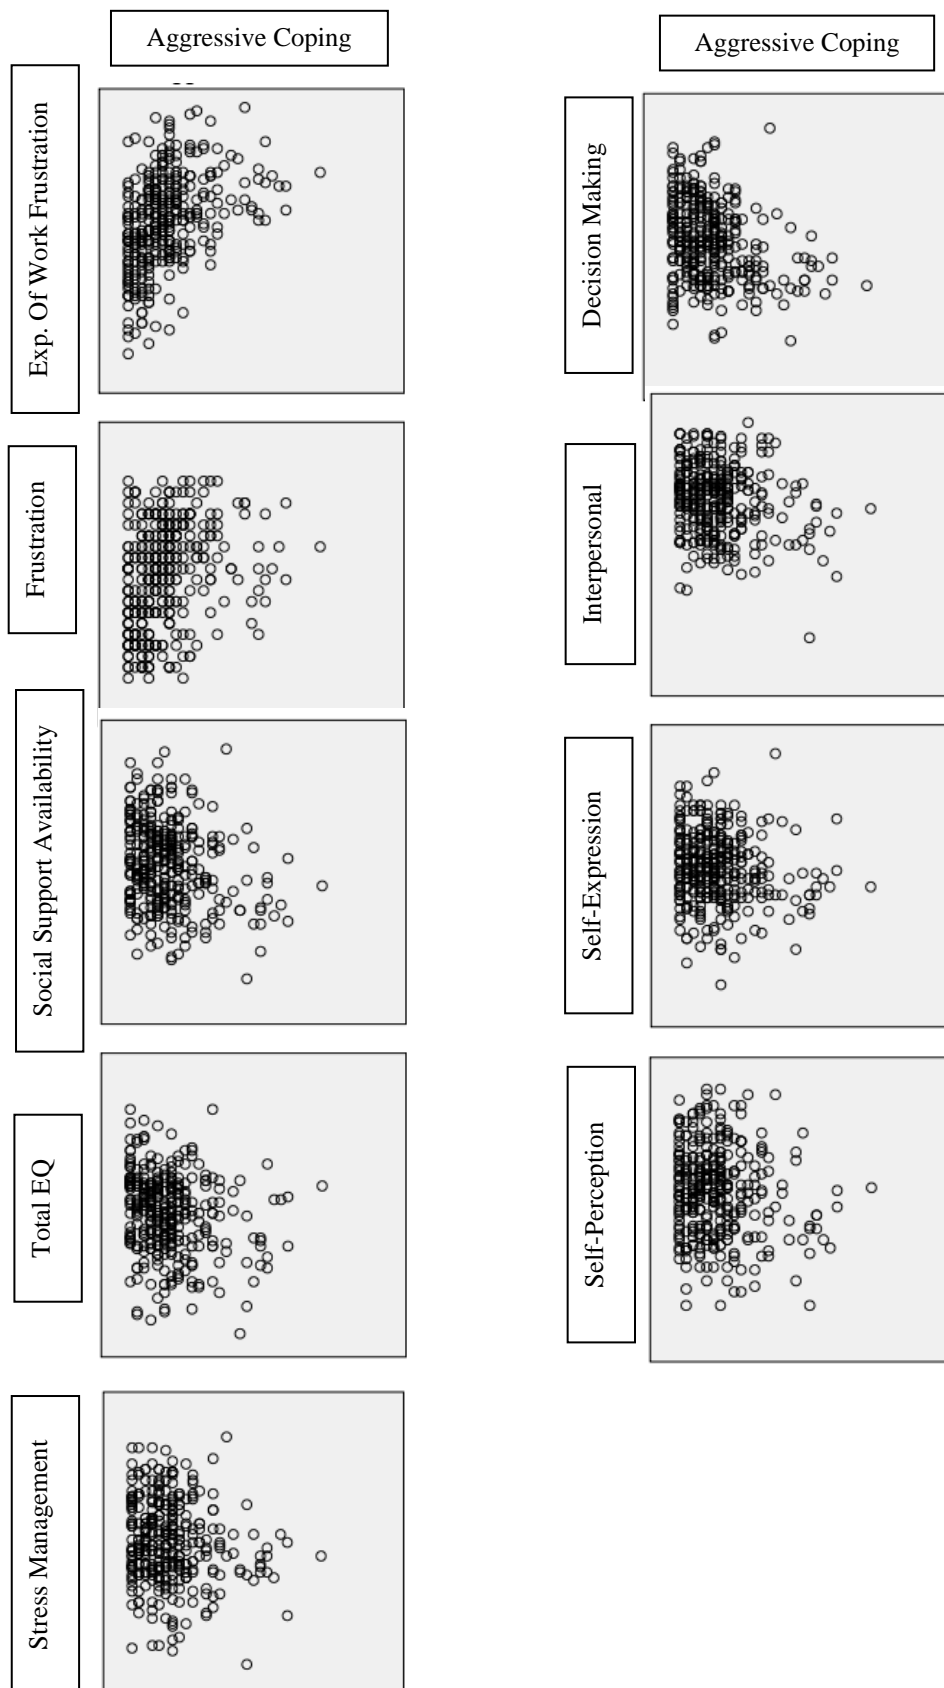 Aggressive Coping
Exp. Of Work Frustration
Frustration
Social Support Availability
Total EQ
Stress Management
Aggressive Coping
Decision Making
Interpersonal
Self-Expression
Self-Perception